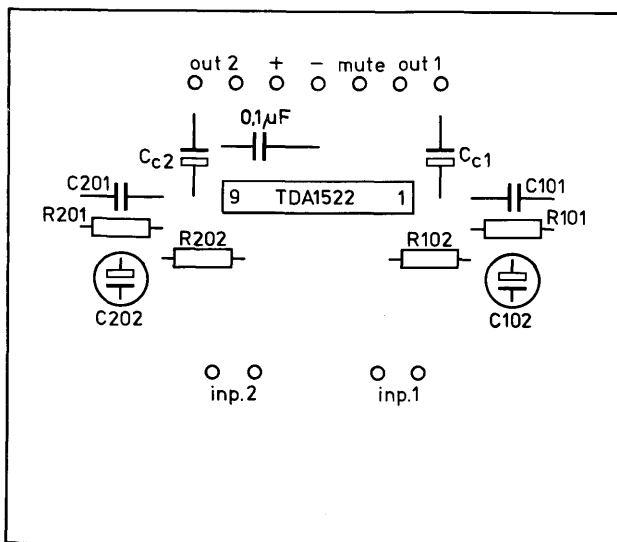 out 2 + - mute out 1
0,1µF
Cc2 Cc1
C201 9 TDA1522 1 C101
R201 R101
R202 R102
C202 C102
inp.2 inp.1